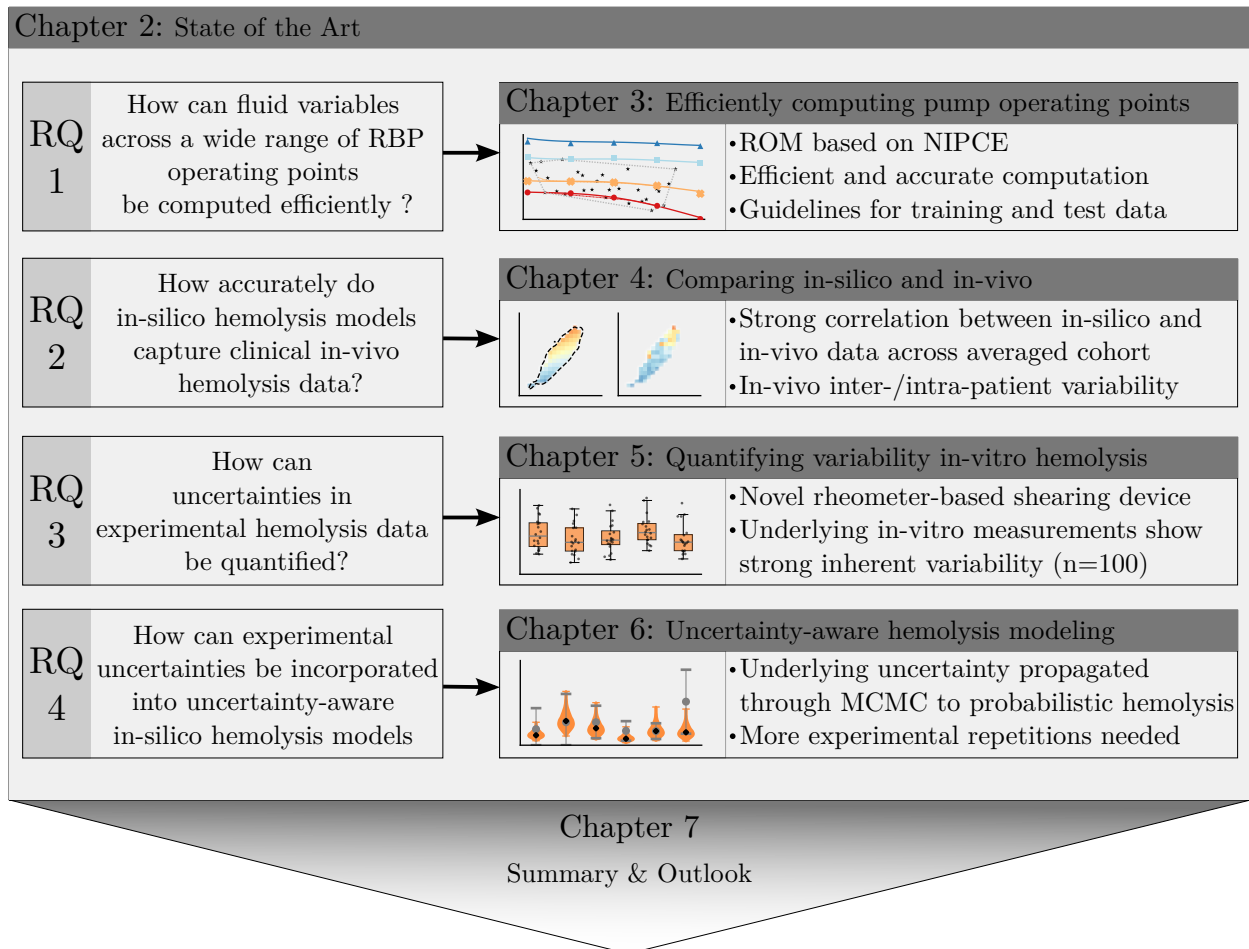 Chapter 2: State of the Art
RQ
1
How can fluid variables
across a wide range of RBP
operating points
be computed efficiently ?
Chapter 3: Efficiently computing pump operating points
•ROM based on NIPCE
•Efficient and accurate computation
•Guidelines for training and test data
RQ
2
How accurately do
in-silico hemolysis models
capture clinical in-vivo
hemolysis data?
Chapter 4: Comparing in-silico and in-vivo
•Strong correlation between in-silico and
in-vivo data across averaged cohort
•In-vivo inter-/intra-patient variability
RQ
3
How can
uncertainties in
experimental hemolysis data
be quantified?
Chapter 5: Quantifying variability in-vitro hemolysis
•Novel rheometer-based shearing device
•Underlying in-vitro measurements show
strong inherent variability (n=100)
RQ
4
How can experimental
uncertainties be incorporated
into uncertainty-aware
in-silico hemolysis models
Chapter 6: Uncertainty-aware hemolysis modeling
•Underlying uncertainty propagated
through MCMC to probabilistic hemolysis
•More experimental repetitions needed
Chapter 7
Summary & Outlook